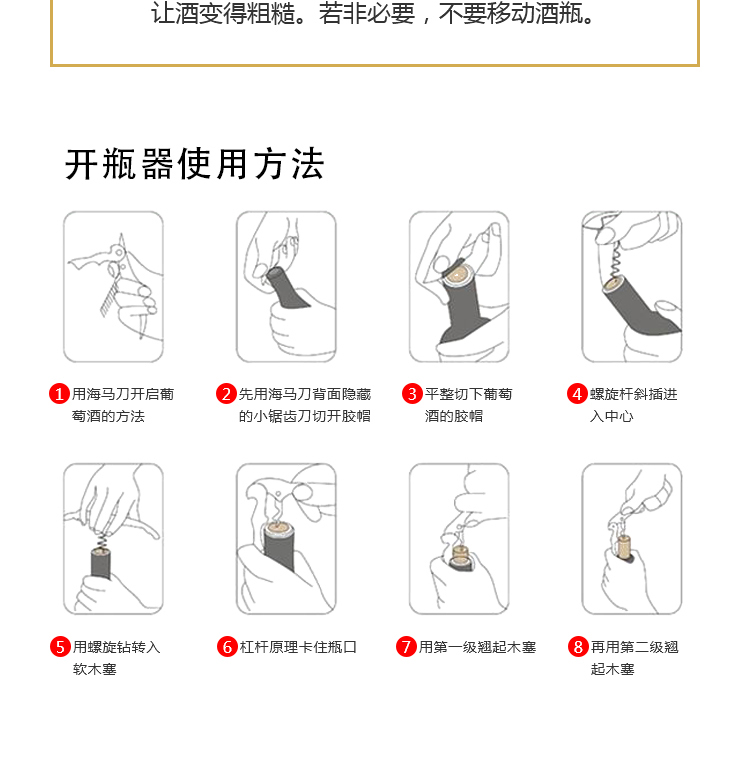 让酒变得粗糙。若非必要，不要移动酒瓶。
开瓶器使用方法
1 用海马刀开启葡
萄酒的方法
2 先用海马刀背面隐藏
的小锯齿刀切开胶帽
3 平整切下葡萄
酒的胶帽
4 螺旋杆斜插进
入中心
5 用螺旋钻转入
软木塞
6 杠杆原理卡住瓶口
7 用第一级翘起木塞
8 再用第二级翘
起木塞